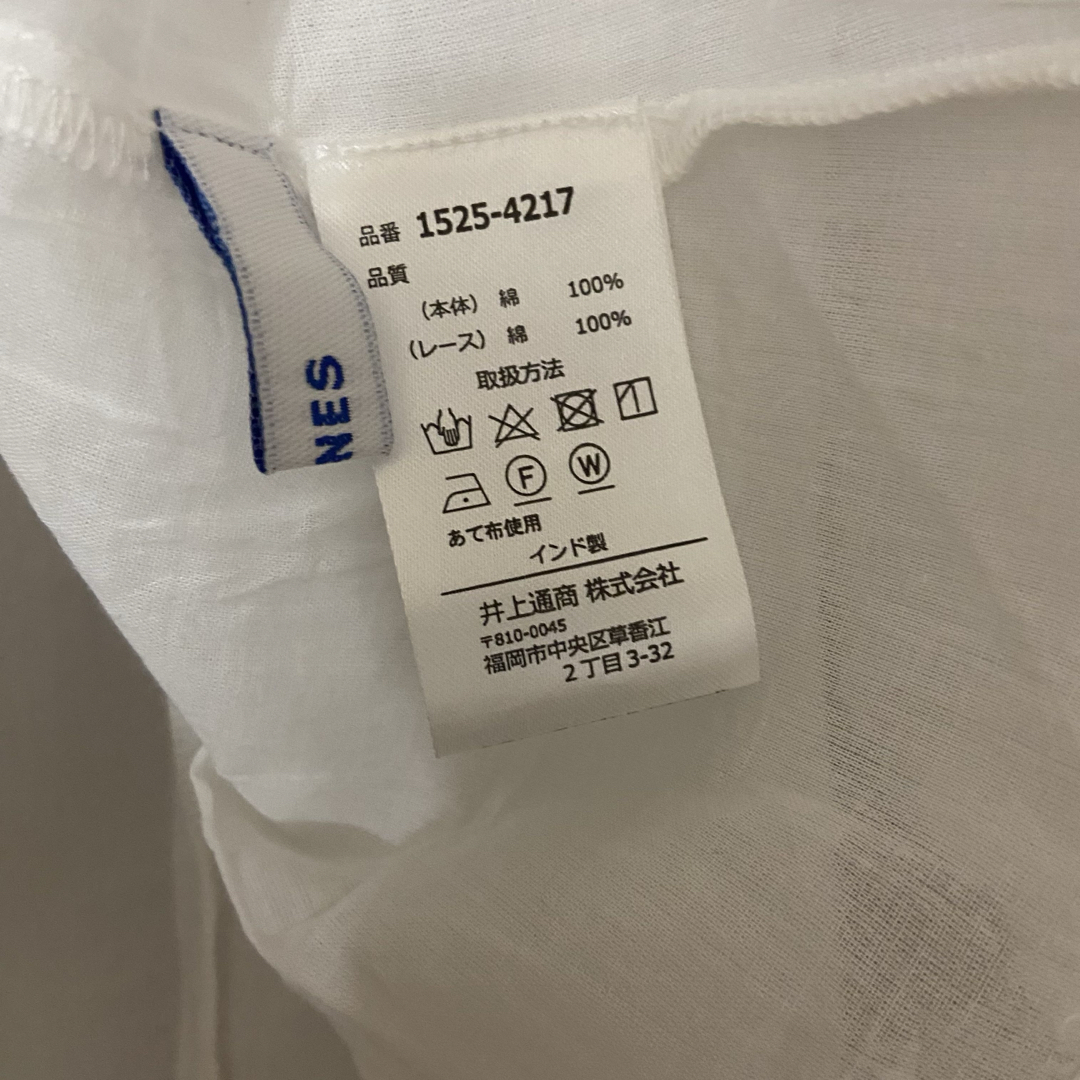 NES
品番 1525-4217
品質
(本体) 綿 100%
(レース) 綿 100%
取扱方法
F W
あて布使用
インド製
井上通商 株式会社
〒810-0045
福岡市中央区草香江
2丁目3-32